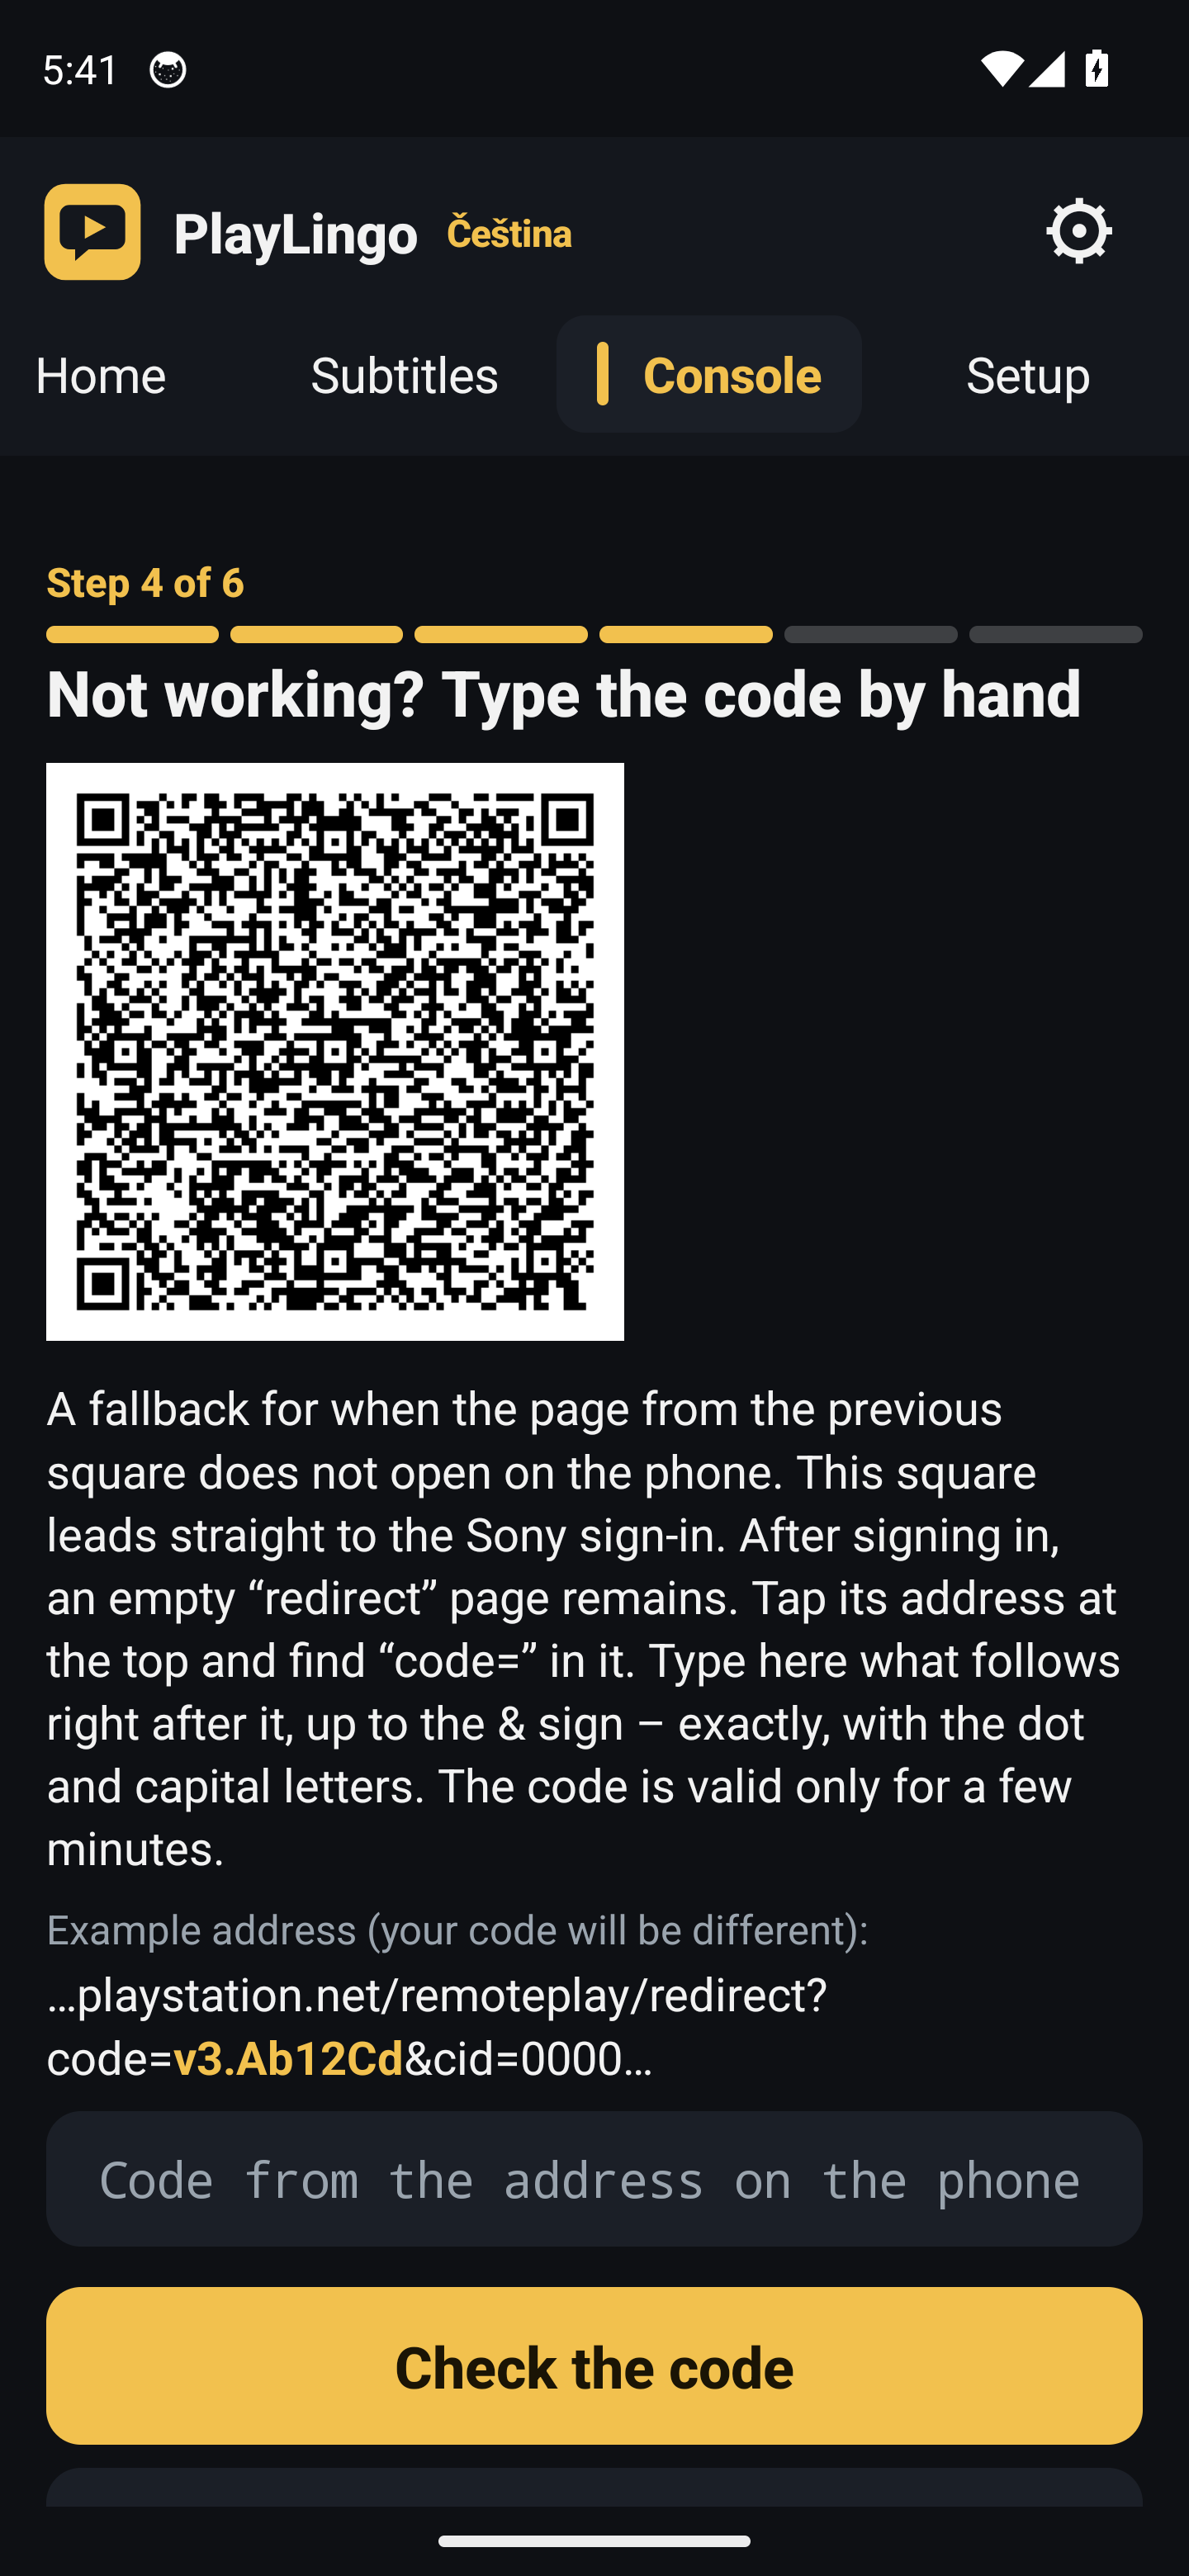 5:41
PlayLingo Čeština
Home Subtitles Console Setup
Step 4 of 6
Not working? Type the code by hand
A fallback for when the page from the previous
square does not open on the phone. This square
leads straight to the Sony sign-in. After signing in,
an empty “redirect” page remains. Tap its address at
the top and find “code=” in it. Type here what follows
right after it, up to the & sign – exactly, with the dot
and capital letters. The code is valid only for a few
minutes.
Example address (your code will be different):
…playstation.net/remoteplay/redirect?
code=v3.Ab12Cd&cid=0000…
Code from the address on the phone
Check the code